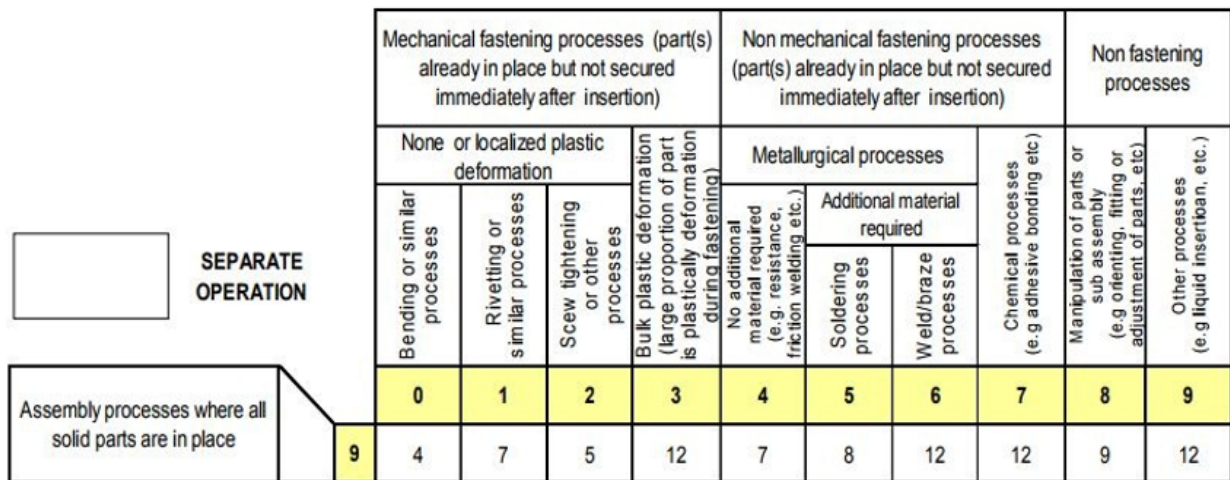 Mechanical fastening processes (part(s)
already in place but not secured
immediately after insertion)
Non mechanical fastening processes
(part(s) already in place but not secured
immediately after insertion)
Non fastening
processes
None or localized plastic
deformation
Bulk plastic deformation
(large proportion of part
is plastically deformation
during fastening)
Metallurgical processes
Chemical processes
(e.g adhesive bonding etc)
Manipulation of parts or
sub assembly
(e.g orienting, fitting or
adjustment of parts, etc)
Other processes
(e.g liquid insertioan, etc.)
Bending or similar
processes
Rivetting or
similar processes
Scew tightening
or other
processes
No additional
material required
(e.g. resistance,
friction welding etc.)
Additional material
required
Soldering
processes
Weld/braze
processes
SEPARATE
OPERATION
Assembly processes where all
solid parts are in place
0 1 2 3 4 5 6 7 8 9
9 4 7 5 12 7 8 12 12 9 12